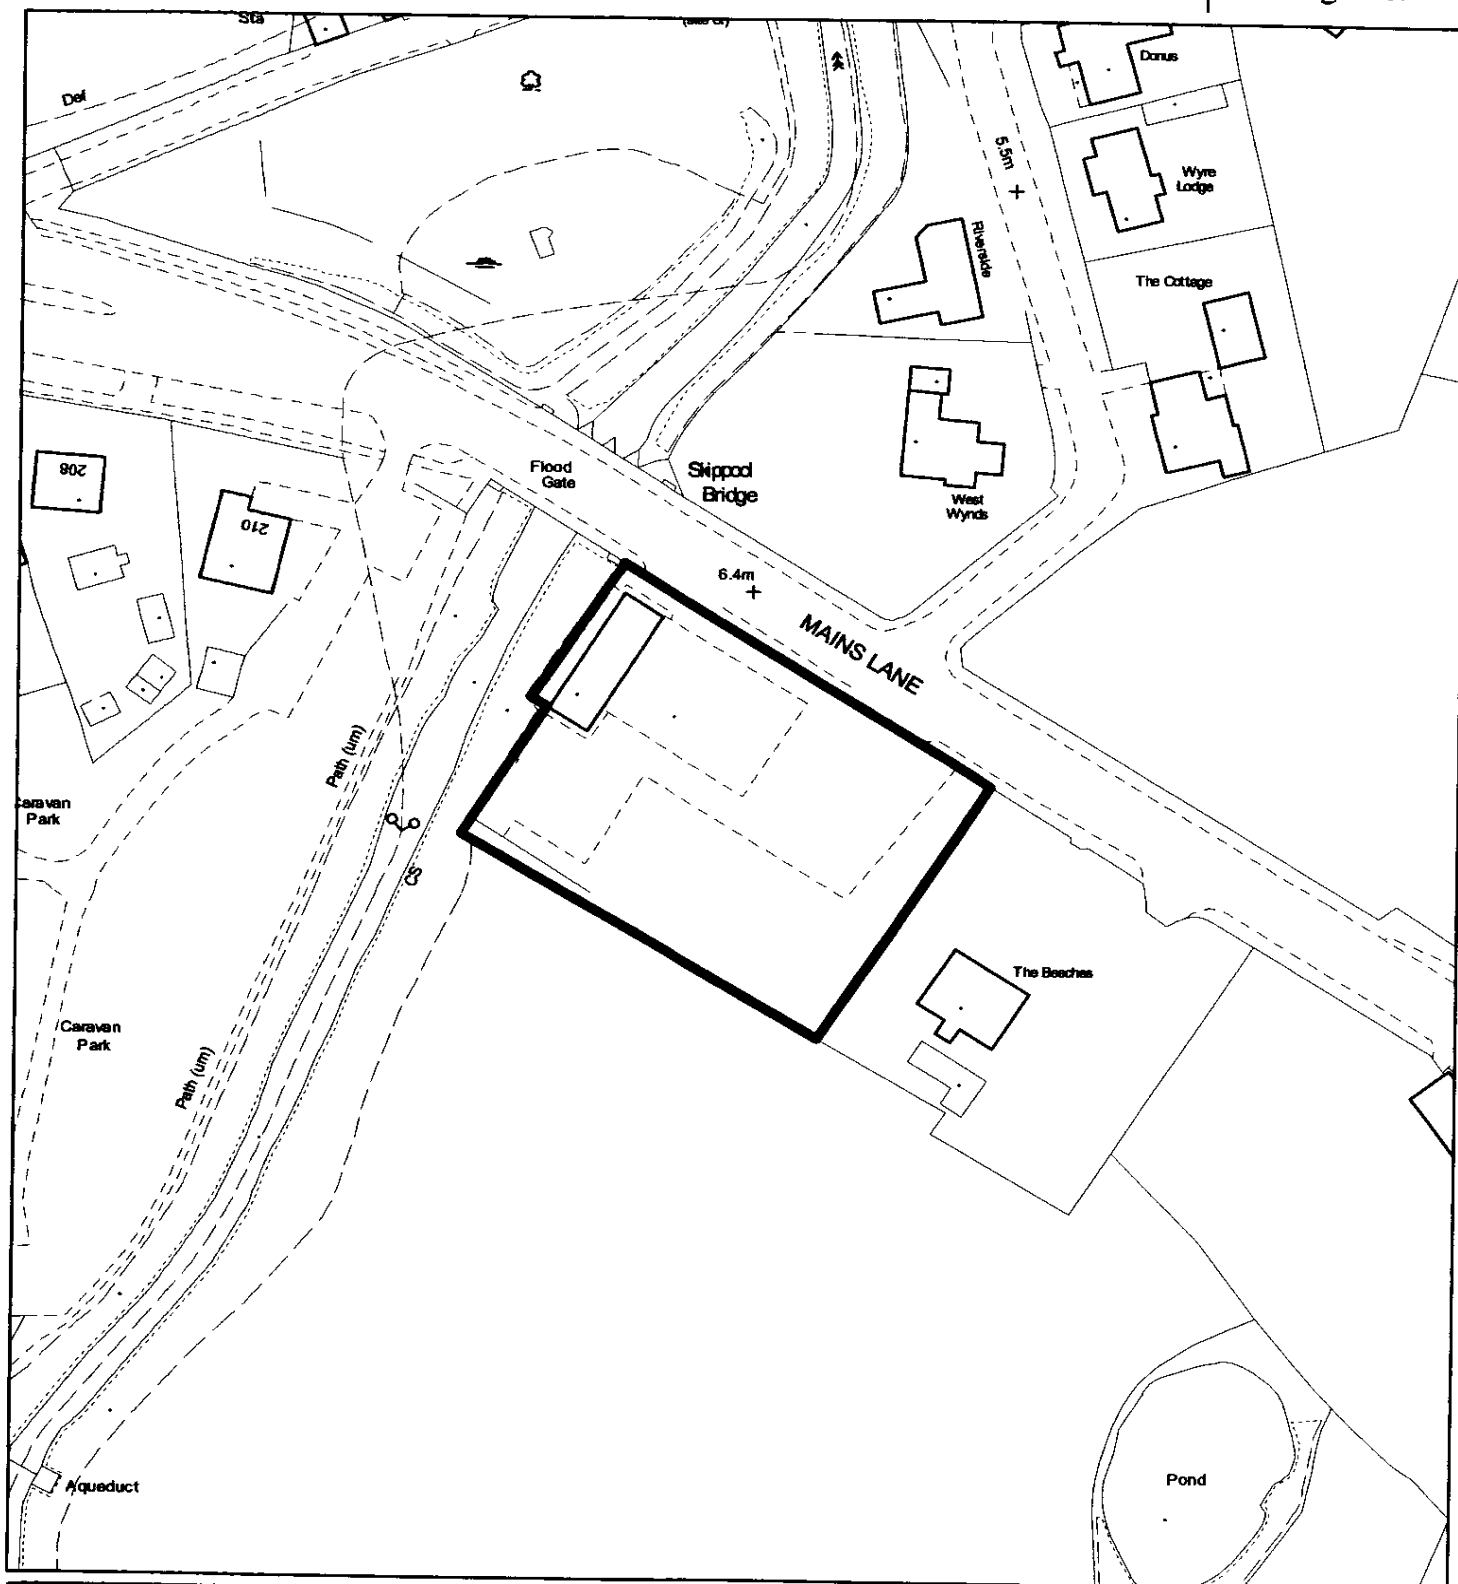 Sta
Def
Donus
5.5m
Wyre
Lodge
Riverside
The Cottage
208
210
Flood
Gate
Skippool
Bridge
West
Wynds
6.4m
MAINS LANE
Path (um)
Caravan
Park
CS
The Beeches
Caravan
Park
Path (um)
Aqueduct
Pond